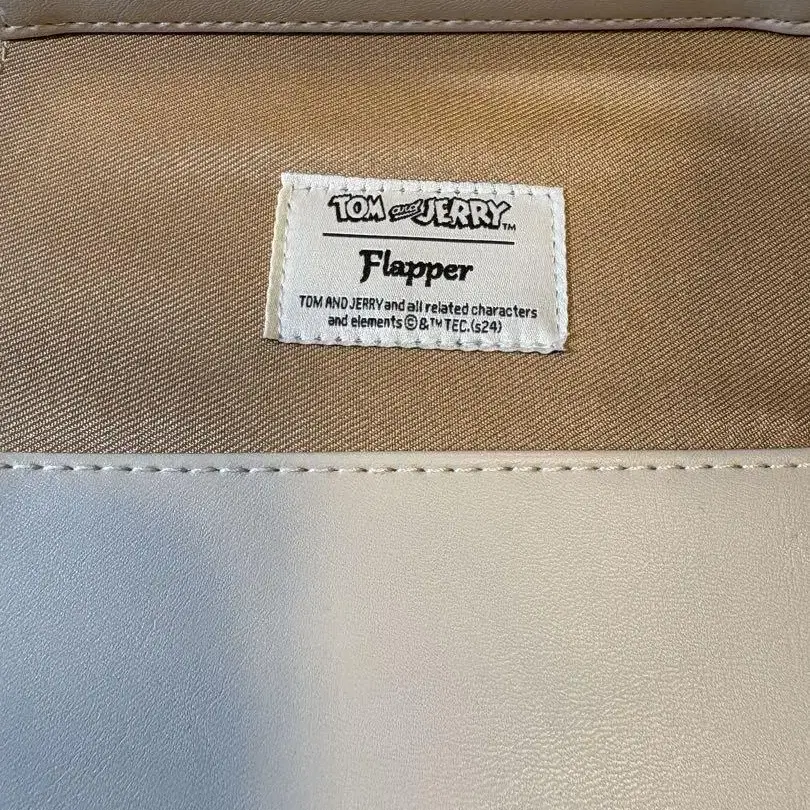 TOM and JERRY™
Flapper
TOM AND JERRY and all related characters
and elements ©&™ TEC.(s24)